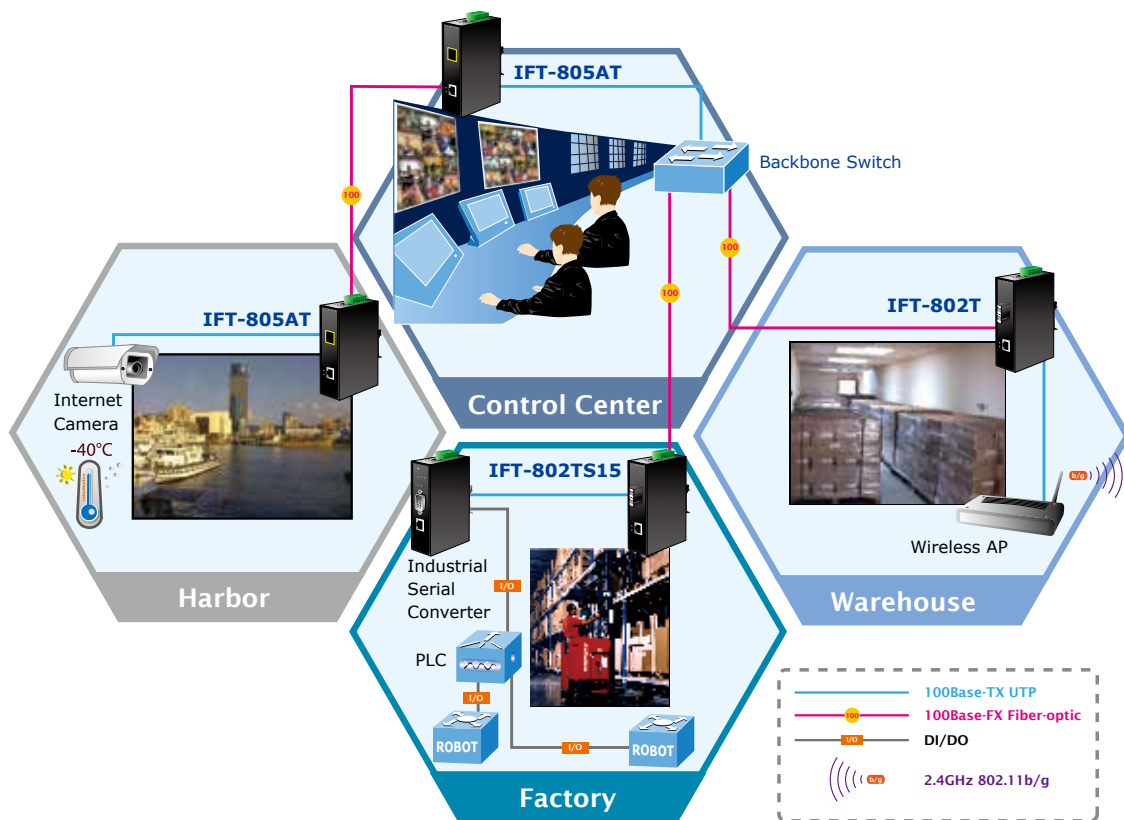 IFT-805AT
Backbone Switch
100
100
100
IFT-805AT
IFT-802T
Internet
Camera
-40°C
Control Center
IFT-802TS15
b/g
Wireless AP
Industrial
Serial
Converter
I/O
Harbor
Warehouse
PLC
I/O
ROBOT
I/O
ROBOT
Factory
100Base-TX UTP
100
100Base-FX Fiber-optic
I/O
DI/DO
b/g
2.4GHz 802.11b/g